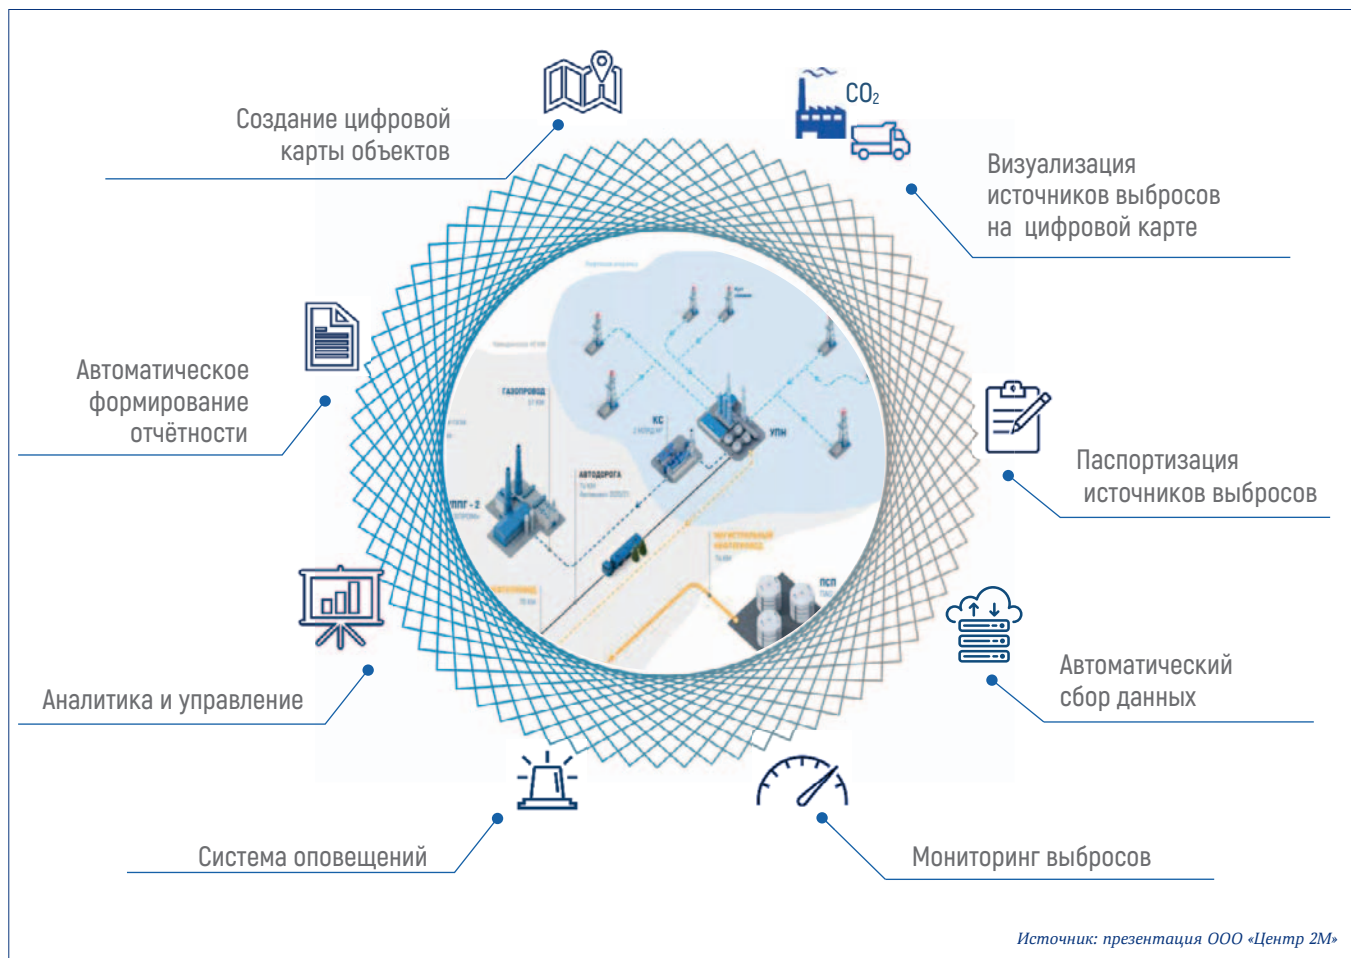 Создание цифровой
карты объектов
CO₂
Визуализация
источников выбросов
на цифровой карте
Автоматическое
формирование
отчётности
ГАЗОПРОВОД
КС
УПН
АВТОДОРОГА
ППГ - 2
ПСП
Паспортизация
источников выбросов
Аналитика и управление
Автоматический
сбор данных
Система оповещений
Мониторинг выбросов
Источник: презентация ООО «Центр 2М»